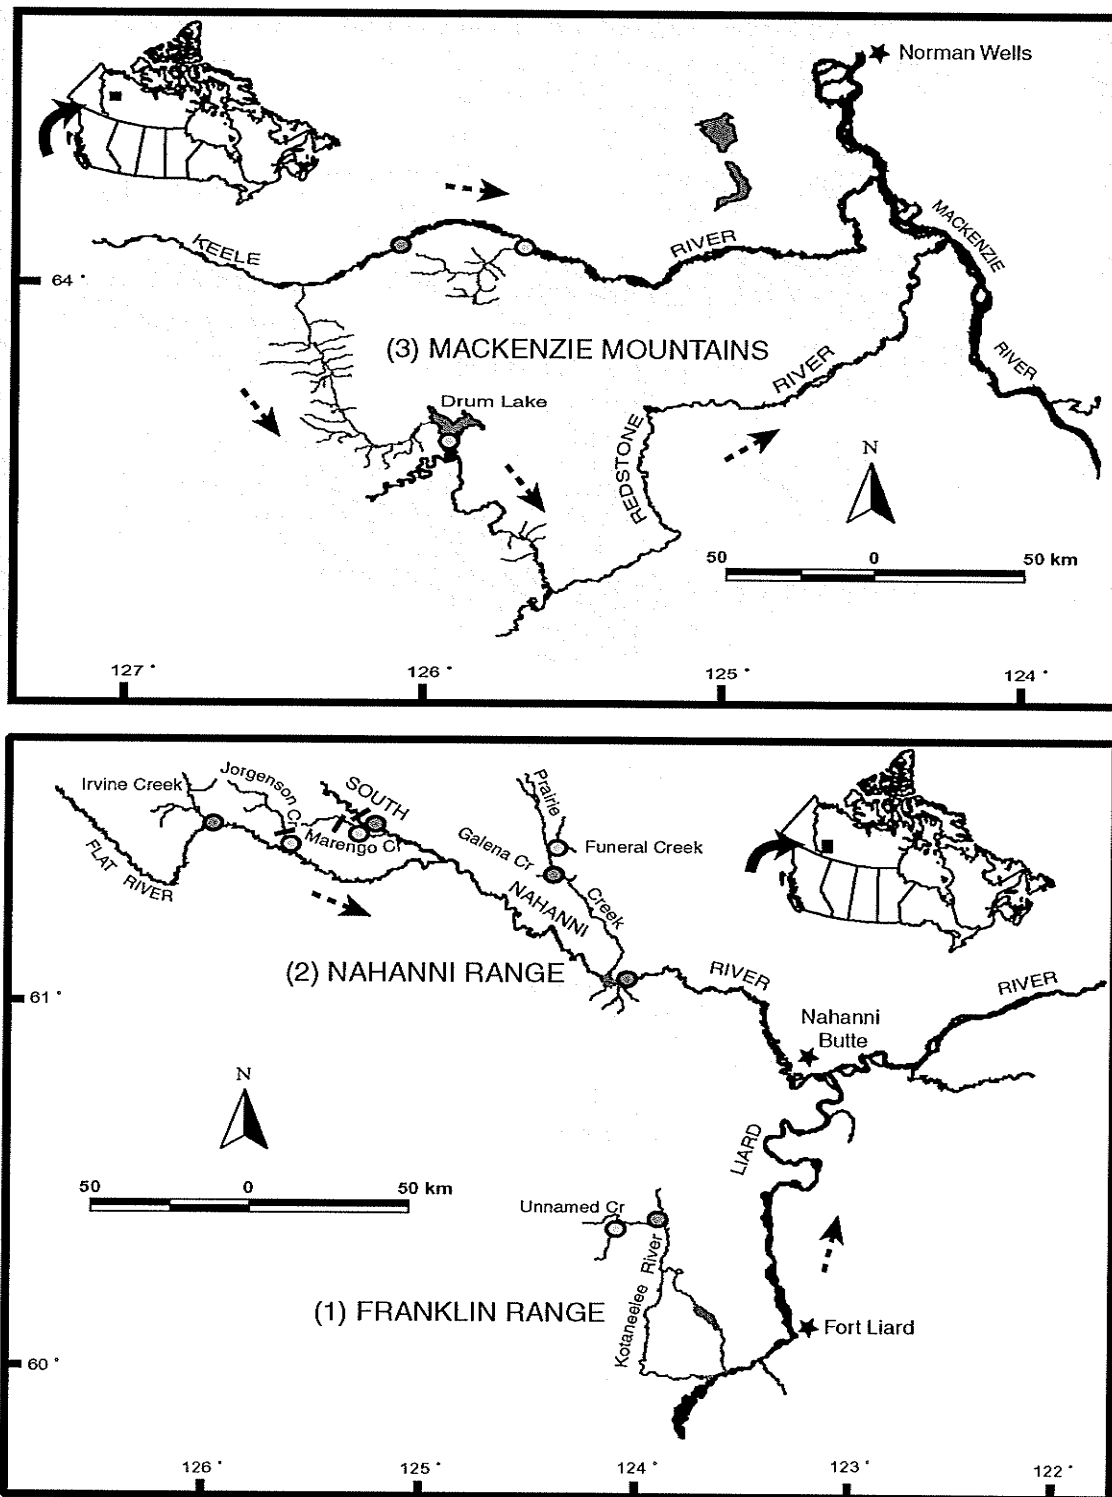 Norman Wells
MACKENZIE
KEELE
RIVER
64°
(3) MACKENZIE MOUNTAINS
RIVER
RIVER
Drum Lake
REDSTONE
N
50 0 50 km
127° 126° 125° 124°
Irvine Creek
Jorgenson Cr
SOUTH
Prairie
Marengo Cr
Galena Cr
Funeral Creek
FLAT RIVER
NAHANNI
Creek
(2) NAHANNI RANGE
RIVER
RIVER
61°
Nahanni
Butte
N
LIARD
50 0 50 km
Unnamed Cr
Kotaneelee River
(1) FRANKLIN RANGE
Fort Liard
60°
126° 125° 124° 123° 122°